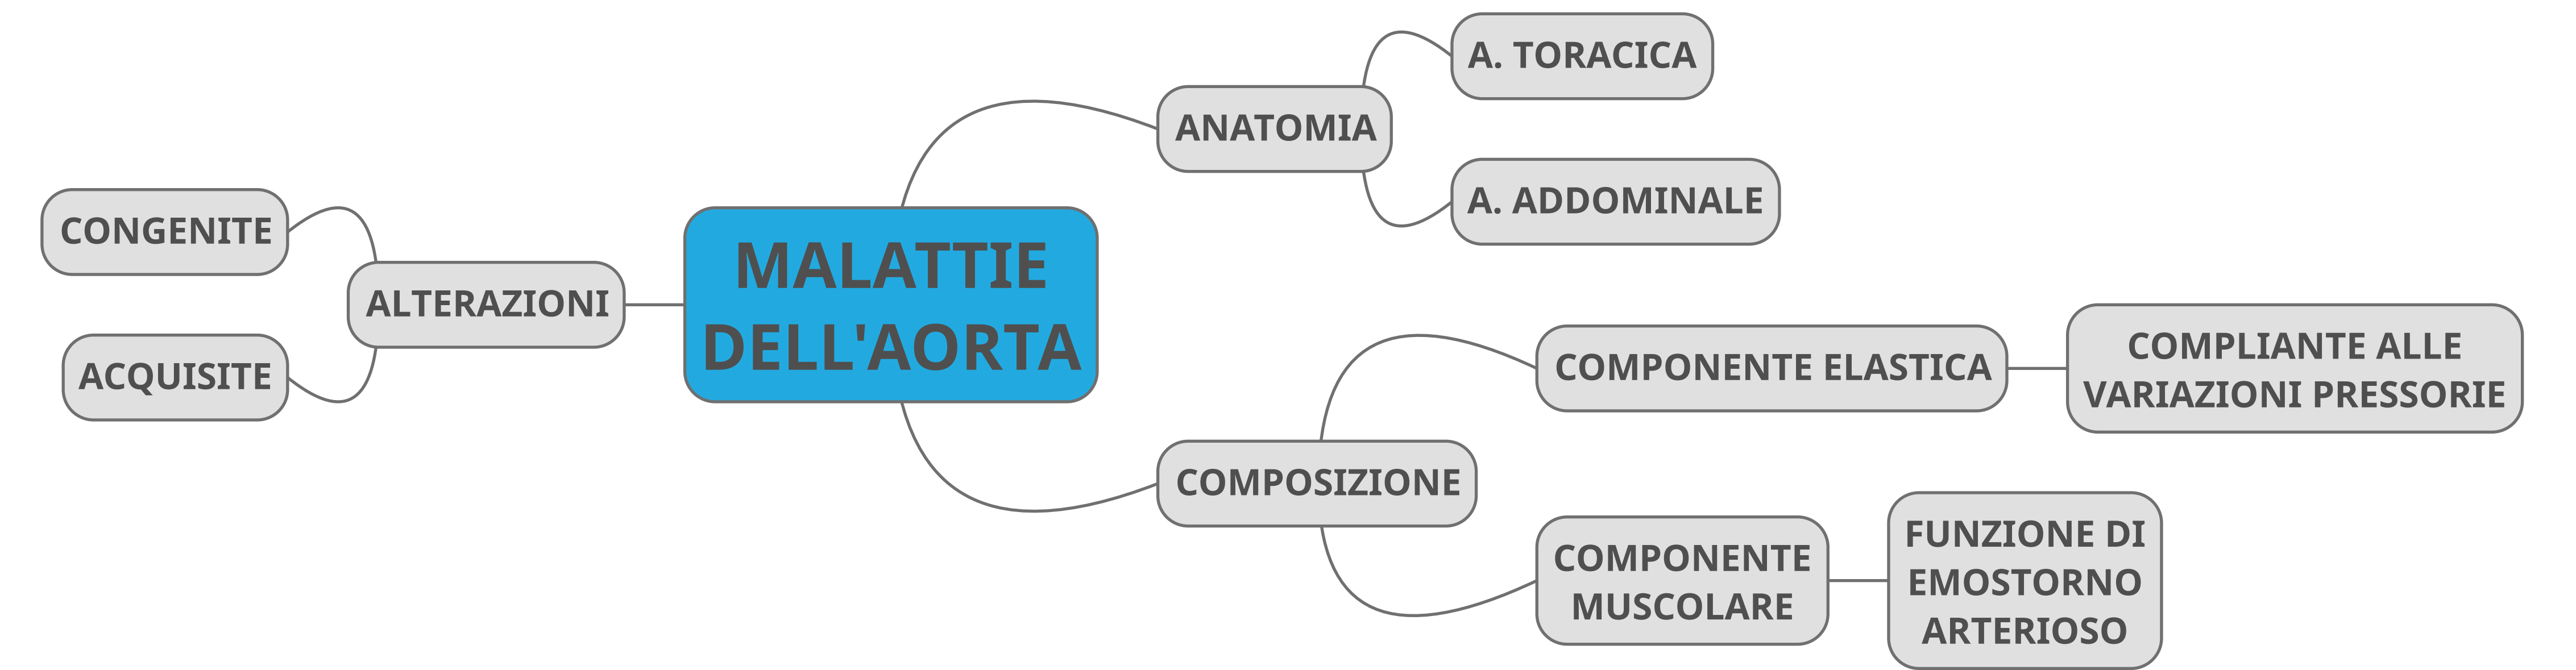 MALATTIE
DELL'AORTA
ANATOMIA
A. TORACICA
A. ADDOMINALE
COMPOSIZIONE
COMPONENTE ELASTICA
COMPLIANTE ALLE
VARIAZIONI PRESSORIE
COMPONENTE
MUSCOLARE
FUNZIONE DI
EMOSTORNO
ARTERIOSO
ALTERAZIONI
CONGENITE
ACQUISITE